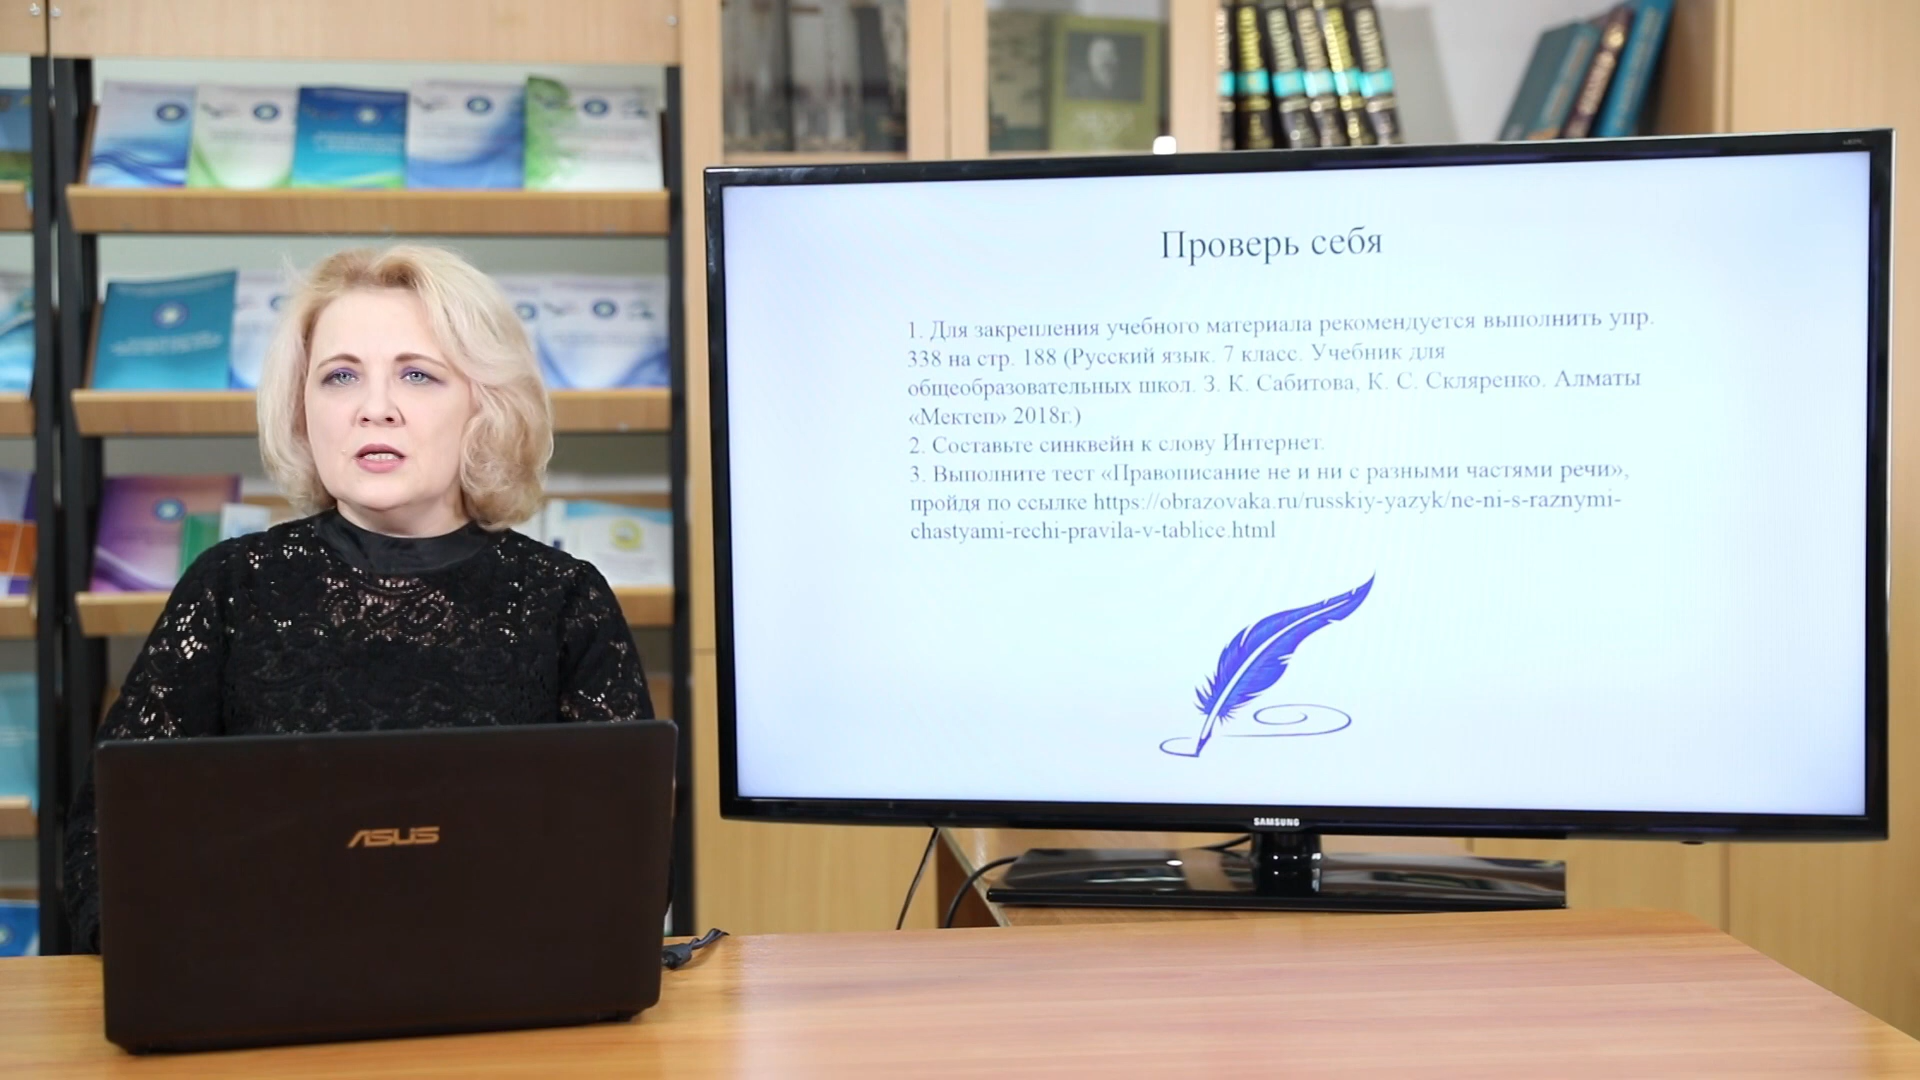 Проверь себя
1. Для закрепления учебного материала рекомендуется выполнить упр.
338 на стр. 188 (Русский язык. 7 класс. Учебник для
общеобразовательных школ. З. К. Сабитова, К. С. Скляренко. Алматы
«Мектеп» 2018г.)
2. Составьте синквейн к слову Интернет.
3. Выполните тест «Правописание не и ни с разными частями речи»,
пройдя по ссылке https://obrazovaka.ru/russkiy-yazyk/ne-ni-s-raznymi-
chastyami-rechi-pravila-v-tablice.html
SAMSUNG
ASUS